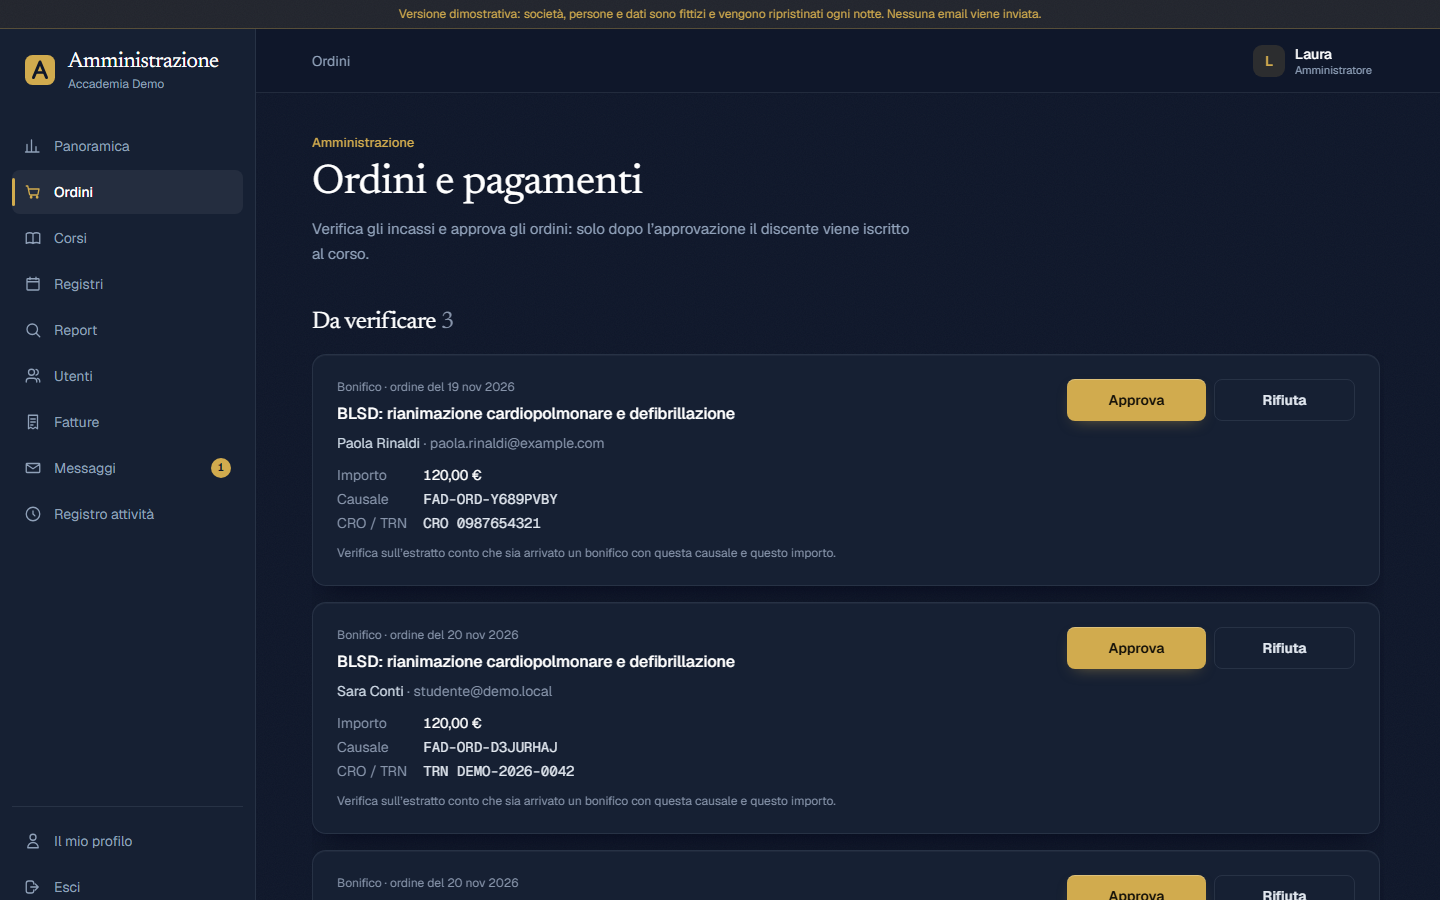 Versione dimostrativa: società, persone e dati sono fittizi e vengono ripristinati ogni notte. Nessuna email viene inviata.
A
Amministrazione
Accademia Demo
Panoramica
Ordini
Corsi
Registri
Report
Utenti
Fatture
Messaggi 1
Registro attività
Il mio profilo
Esci
Ordini
L
Laura
Amministratore
Amministrazione
Ordini e pagamenti
Verifica gli incassi e approva gli ordini: solo dopo l'approvazione il discente viene iscritto
al corso.
Da verificare 3
Bonifico · ordine del 19 nov 2026
BLSD: rianimazione cardiopolmonare e defibrillazione
Paola Rinaldi · paola.rinaldi@example.com
Importo 120,00 €
Causale FAD-ORD-Y689PVBY
CRO / TRN CRO 0987654321
Verifica sull'estratto conto che sia arrivato un bonifico con questa causale e questo importo.
Approva Rifiuta
Bonifico · ordine del 20 nov 2026
BLSD: rianimazione cardiopolmonare e defibrillazione
Sara Conti · studente@demo.local
Importo 120,00 €
Causale FAD-ORD-D3JURHAJ
CRO / TRN TRN DEMO-2026-0042
Verifica sull'estratto conto che sia arrivato un bonifico con questa causale e questo importo.
Approva Rifiuta
Bonifico · ordine del 20 nov 2026
Approva Rifiuta